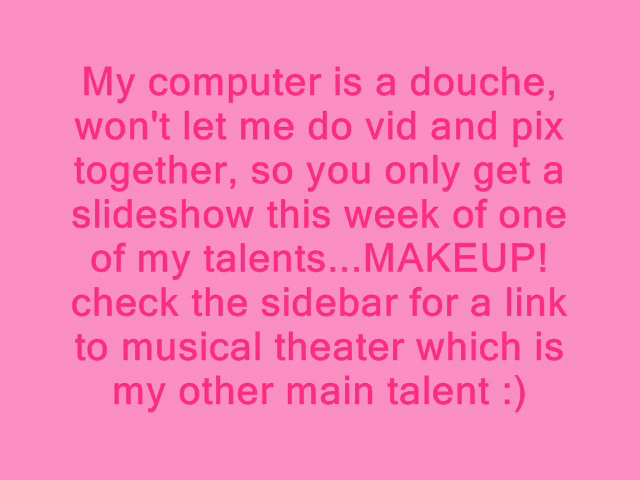 My computer is a douche,
won't let me do vid and pix
together, so you only get a
slideshow this week of one
of my talents...MAKEUP!
check the sidebar for a link
to musical theater which is
my other main talent :)